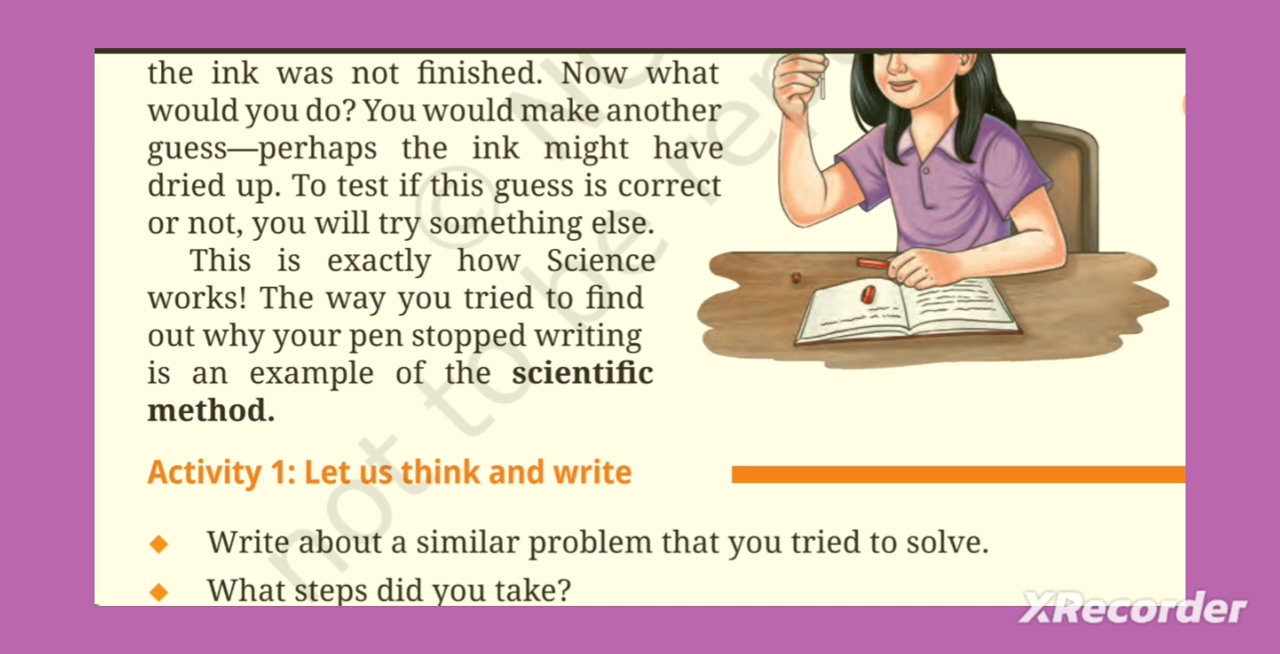 the ink was not finished. Now what
would you do? You would make another
guess—perhaps the ink might have
dried up. To test if this guess is correct
or not, you will try something else.
This is exactly how Science
works! The way you tried to find
out why your pen stopped writing
is an example of the scientific
method.
Activity 1: Let us think and write
◆ Write about a similar problem that you tried to solve.
◆ What steps did you take?
not to be
XRecorder